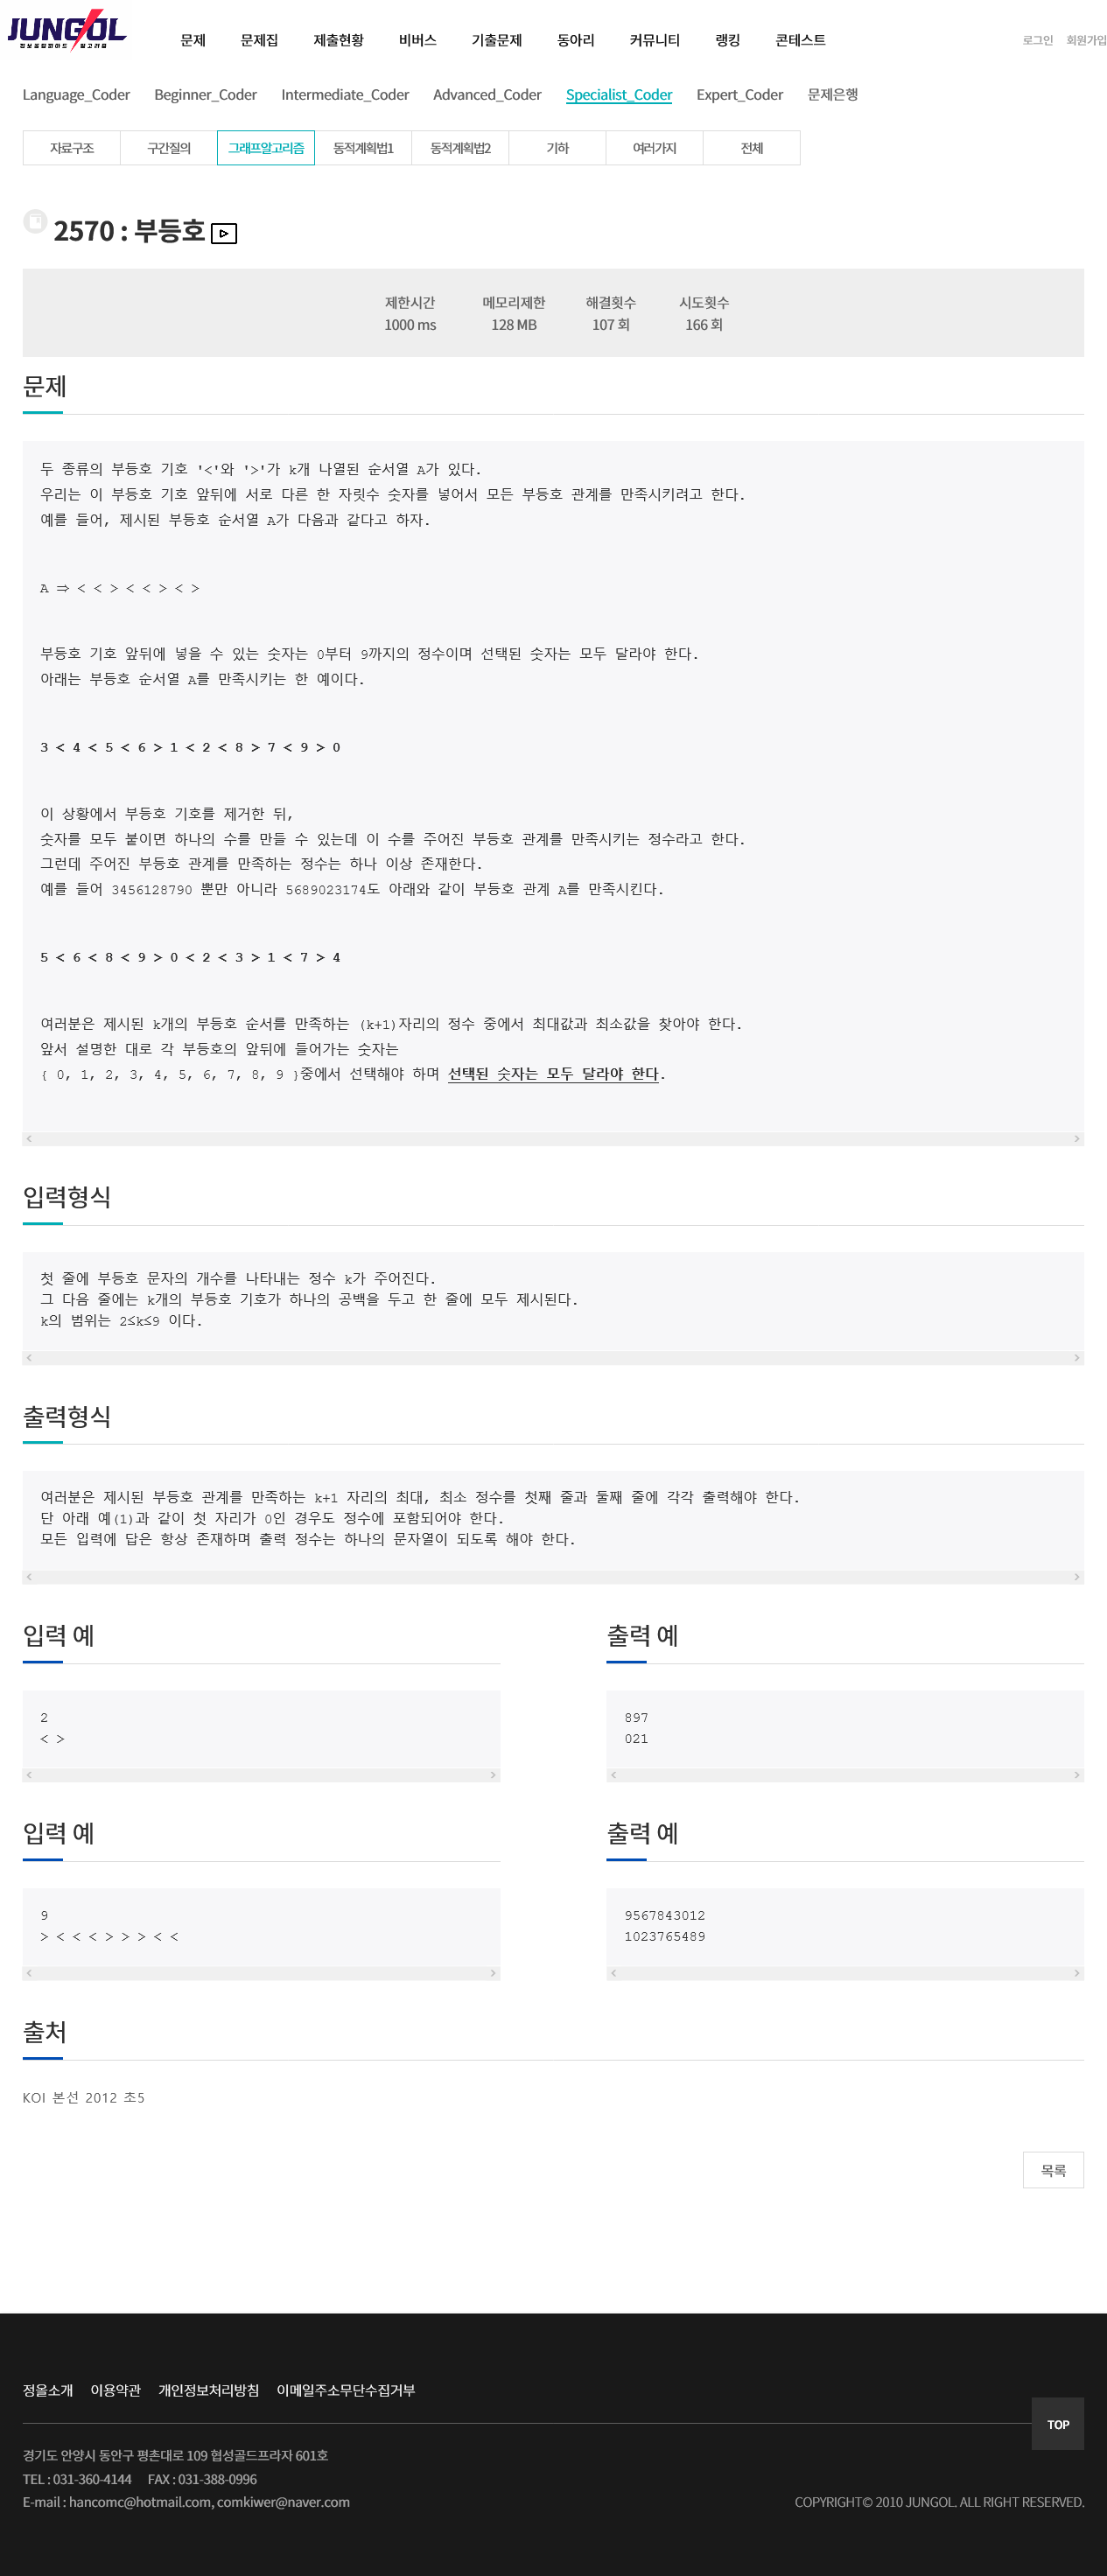 JUNGOL
정보올림피아드 알고리즘
문제 문제집 제출현황 비버스 기출문제 동아리 커뮤니티 랭킹 콘테스트
로그인 회원가입
Language_Coder Beginner_Coder Intermediate_Coder Advanced_Coder Specialist_Coder Expert_Coder 문제은행
자료구조 구간질의 그래프알고리즘 동적계획법1 동적계획법2 기하 여러가지 전체
2570 : 부등호
제한시간 메모리제한 해결횟수 시도횟수
1000 ms 128 MB 107 회 166 회
문제
두 종류의 부등호 기호 '<'와 '>'가 k개 나열된 순서열 A가 있다.
우리는 이 부등호 기호 앞뒤에 서로 다른 한 자릿수 숫자를 넣어서 모든 부등호 관계를 만족시키려고 한다.
예를 들어, 제시된 부등호 순서열 A가 다음과 같다고 하자.
A ⇒ < < > < < > < >
부등호 기호 앞뒤에 넣을 수 있는 숫자는 0부터 9까지의 정수이며 선택된 숫자는 모두 달라야 한다.
아래는 부등호 순서열 A를 만족시키는 한 예이다.
3 < 4 < 5 < 6 > 1 < 2 < 8 > 7 < 9 > 0
이 상황에서 부등호 기호를 제거한 뒤,
숫자를 모두 붙이면 하나의 수를 만들 수 있는데 이 수를 주어진 부등호 관계를 만족시키는 정수라고 한다.
그런데 주어진 부등호 관계를 만족하는 정수는 하나 이상 존재한다.
예를 들어 3456128790 뿐만 아니라 5689023174도 아래와 같이 부등호 관계 A를 만족시킨다.
5 < 6 < 8 < 9 > 0 < 2 < 3 > 1 < 7 > 4
여러분은 제시된 k개의 부등호 순서를 만족하는 (k+1)자리의 정수 중에서 최대값과 최소값을 찾아야 한다.
앞서 설명한 대로 각 부등호의 앞뒤에 들어가는 숫자는
{ 0, 1, 2, 3, 4, 5, 6, 7, 8, 9 }중에서 선택해야 하며 선택된 숫자는 모두 달라야 한다.
입력형식
첫 줄에 부등호 문자의 개수를 나타내는 정수 k가 주어진다.
그 다음 줄에는 k개의 부등호 기호가 하나의 공백을 두고 한 줄에 모두 제시된다.
k의 범위는 2≤k≤9 이다.
출력형식
여러분은 제시된 부등호 관계를 만족하는 k+1 자리의 최대, 최소 정수를 첫째 줄과 둘째 줄에 각각 출력해야 한다.
단 아래 예(1)과 같이 첫 자리가 0인 경우도 정수에 포함되어야 한다.
모든 입력에 답은 항상 존재하며 출력 정수는 하나의 문자열이 되도록 해야 한다.
입력 예
2
< >
출력 예
897
021
입력 예
9
> < < < > > > < <
출력 예
9567843012
1023765489
출처
KOI 본선 2012 초5
목록
정올소개 이용약관 개인정보처리방침 이메일주소무단수집거부
TOP
경기도 안양시 동안구 평촌대로 109 협성골드프라자 601호
TEL : 031-360-4144 FAX : 031-388-0996
E-mail : hancomc@hotmail.com, comkiwer@naver.com
COPYRIGHT© 2010 JUNGOL. ALL RIGHT RESERVED.